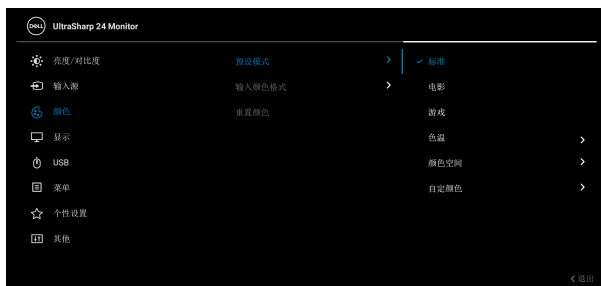 DELL UltraSharp 24 Monitor
亮度/对比度 预设模式 标准
输入源 输入颜色格式 电影
颜色 重置颜色 游戏
显示 色温
USB 颜色空间
菜单 自定颜色
个性设置
其他
退出